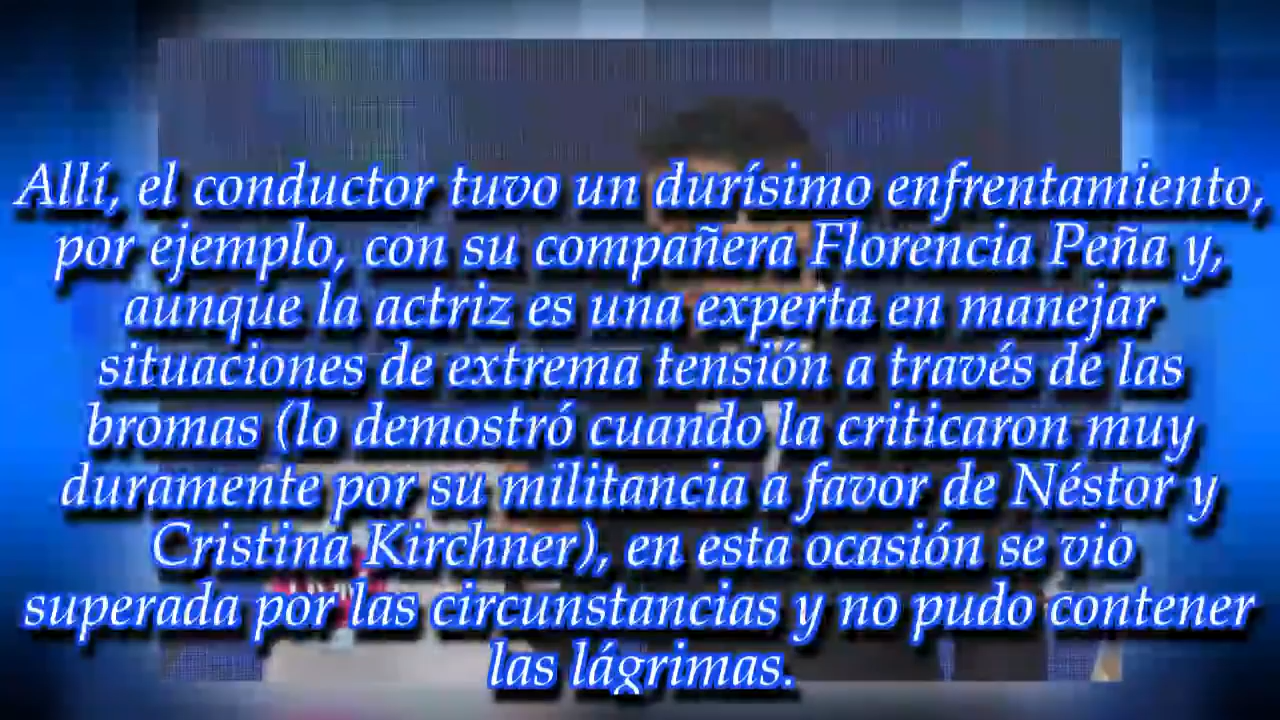 Allí, el conductor tuvo un durísimo enfrentamiento,
por ejemplo, con su compañera Florencia Peña y,
aunque la actriz es una experta en manejar
situaciones de extrema tensión a través de las
bromas (lo demostró cuando la criticaron muy
duramente por su militancia a favor de Néstor y
Cristina Kirchner), en esta ocasión se vio
superada por las circunstancias y no pudo contener
las lágrimas.